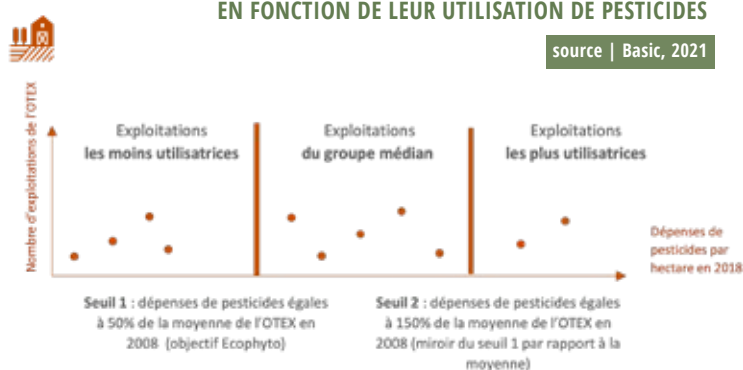 EN FONCTION DE LEUR UTILISATION DE PESTICIDES
source | Basic, 2021
Nombre d'exploitations de l'OTEX
Exploitations
les moins utilisatrices
Exploitations
du groupe médian
Exploitations
les plus utilisatrices
Dépenses de
pesticides par
hectare en 2018
Seuil 1 : dépenses de pesticides égales
à 50% de la moyenne de l'OTEX en
2008 (objectif Ecophyto)
Seuil 2 : dépenses de pesticides égales
à 150% de la moyenne de l'OTEX en
2008 (miroir du seuil 1 par rapport à la
moyenne)